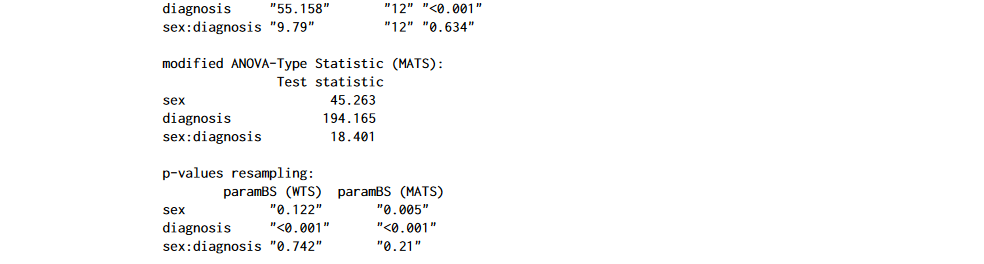 diagnosis "55.158" "12" "<0.001"
sex:diagnosis "9.79" "12" "0.634"
modified ANOVA-Type Statistic (MATS):
Test statistic
sex 45.263
diagnosis 194.165
sex:diagnosis 18.401
p-values resampling:
paramBS (WTS) paramBS (MATS)
sex "0.122" "0.005"
diagnosis "<0.001" "<0.001"
sex:diagnosis "0.742" "0.21"